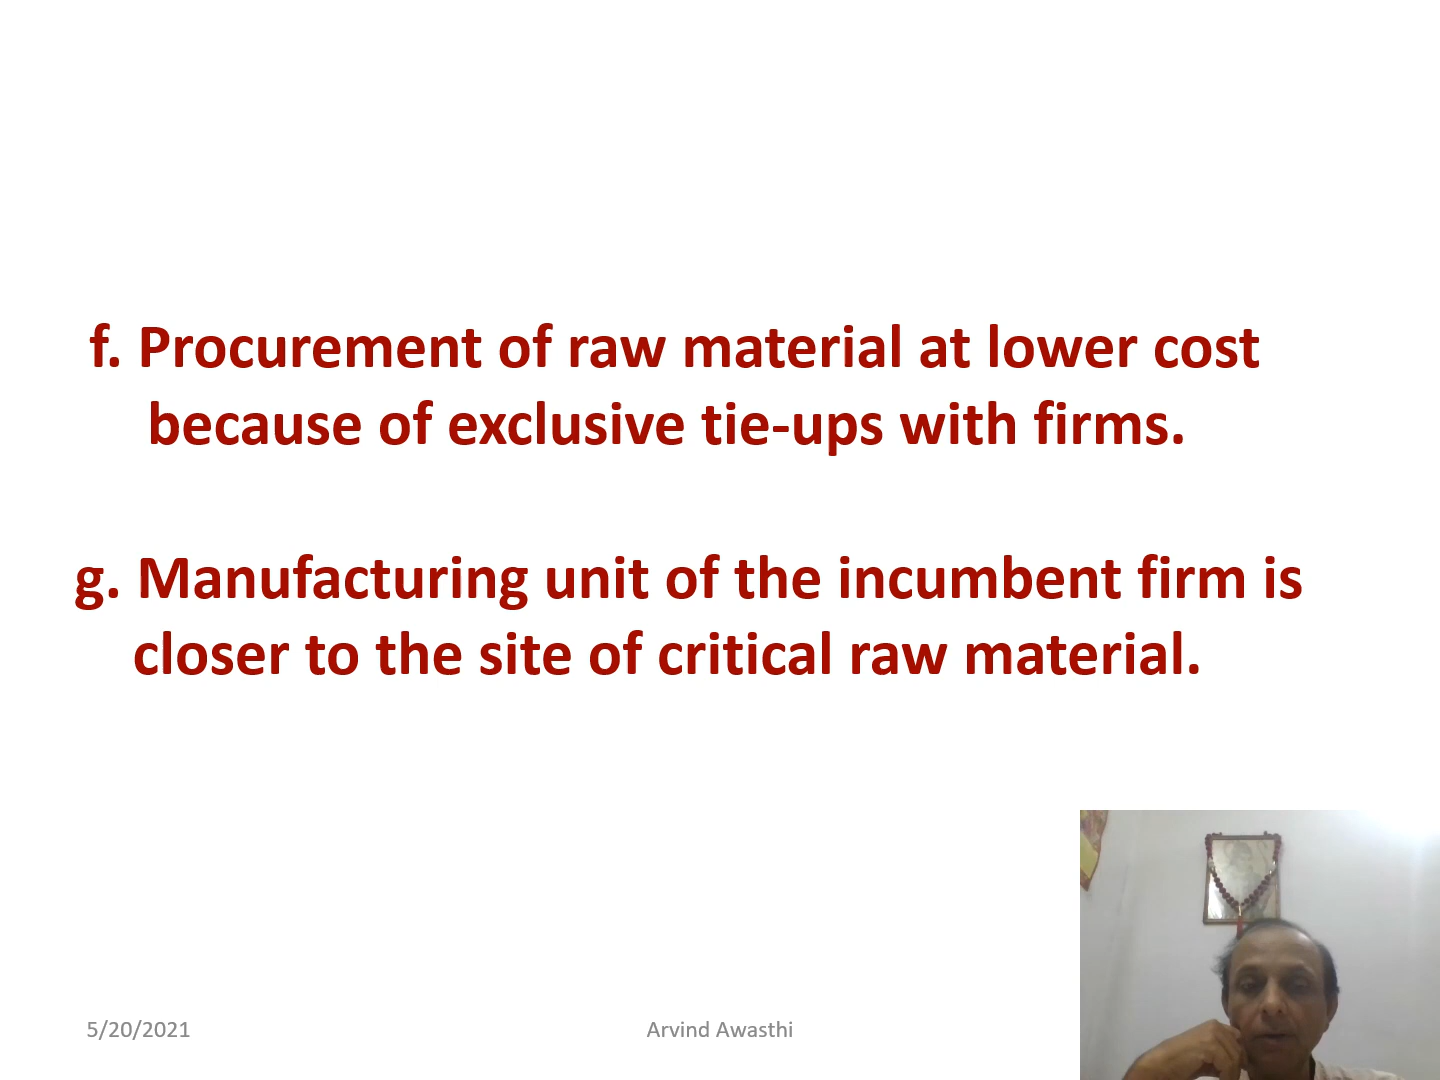 f. Procurement of raw material at lower cost
because of exclusive tie-ups with firms.
g. Manufacturing unit of the incumbent firm is
closer to the site of critical raw material.
5/20/2021
Arvind Awasthi